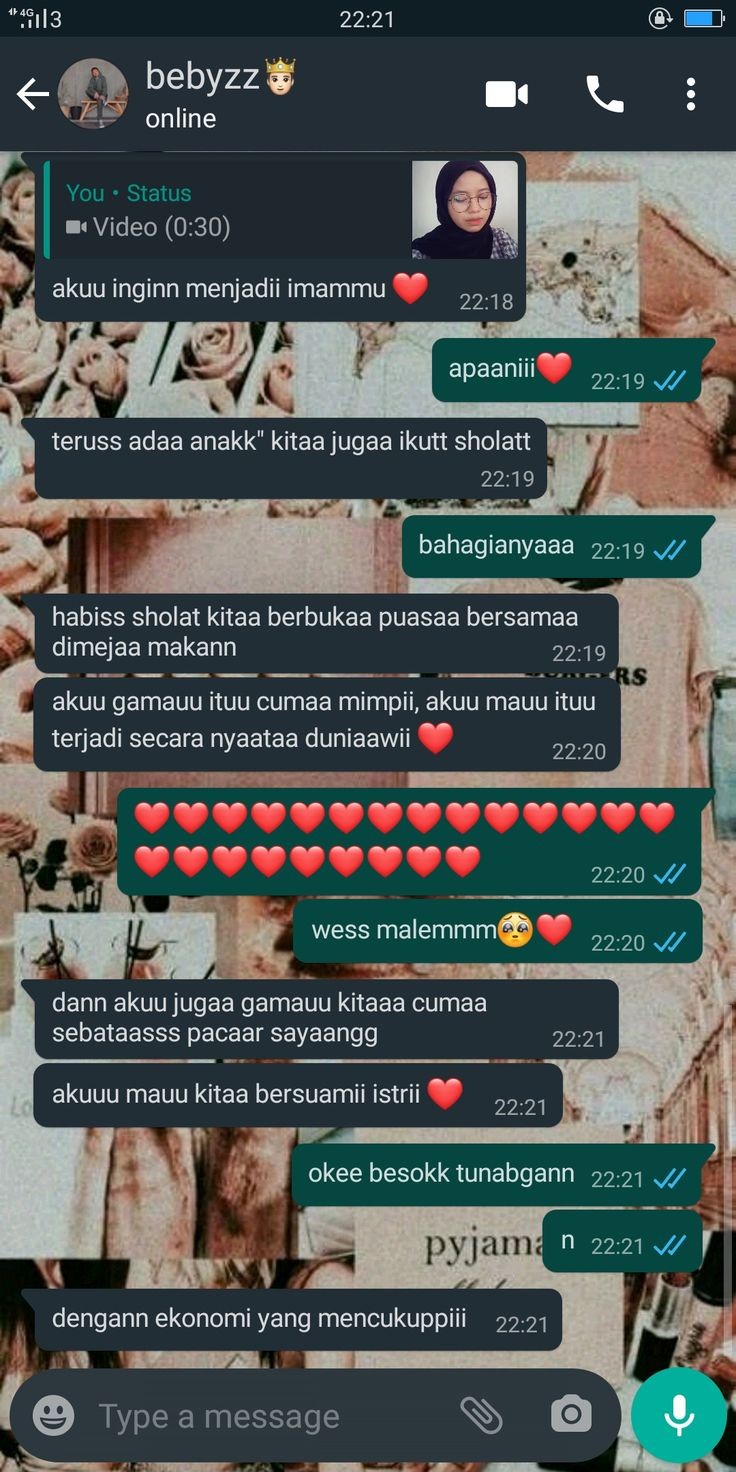 4G 3 22:21
bebyzz
online
You • Status
Video (0:30)
akuu inginn menjadii imammu ❤️ 22:18
apaaniii❤️ 22:19
teruss adaa anakk" kitaa jugaa ikutt sholatt
22:19
bahagianyaaa 22:19
habiss sholat kitaa berbukaa puasaa bersamaa
dimejaa makann 22:19
RS
akuu gamauu ituu cumaa mimpii, akuu mauu ituu
terjadi secara nyaataa duniaawii ❤️ 22:20
❤️❤️❤️❤️❤️❤️❤️❤️❤️❤️❤️❤️❤️❤️
❤️❤️❤️❤️❤️❤️❤️❤️❤️ 22:20
wess malemmm🥺❤️ 22:20
dann akuu jugaa gamauu kitaaa cumaa
sebataasss pacaar sayaangg 22:21
akuuu mauu kitaa bersuamii istrii ❤️ 22:21
okee besokk tunabgann 22:21
pyjama
n 22:21
dengann ekonomi yang mencukuppiii 22:21
Type a message